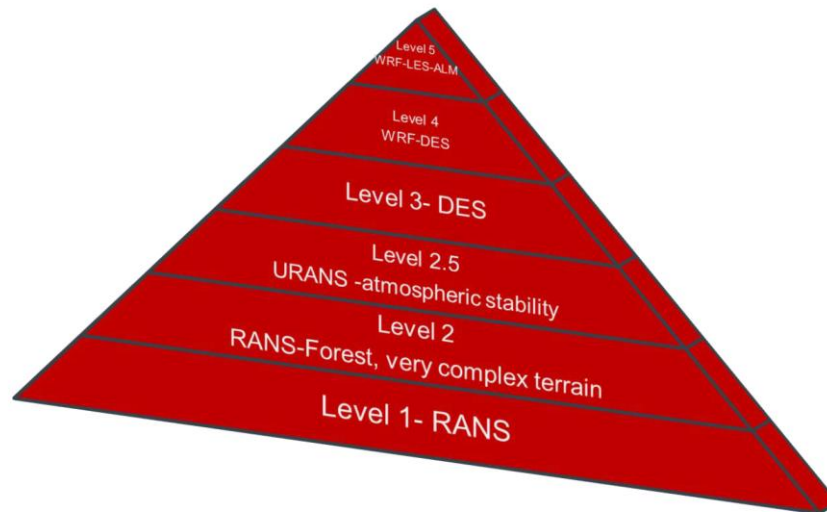 Level 5
WRF-LES-ALM
Level 4
WRF-DES
Level 3- DES
Level 2.5
URANS -atmospheric stability
Level 2
RANS-Forest, very complex terrain
Level 1- RANS